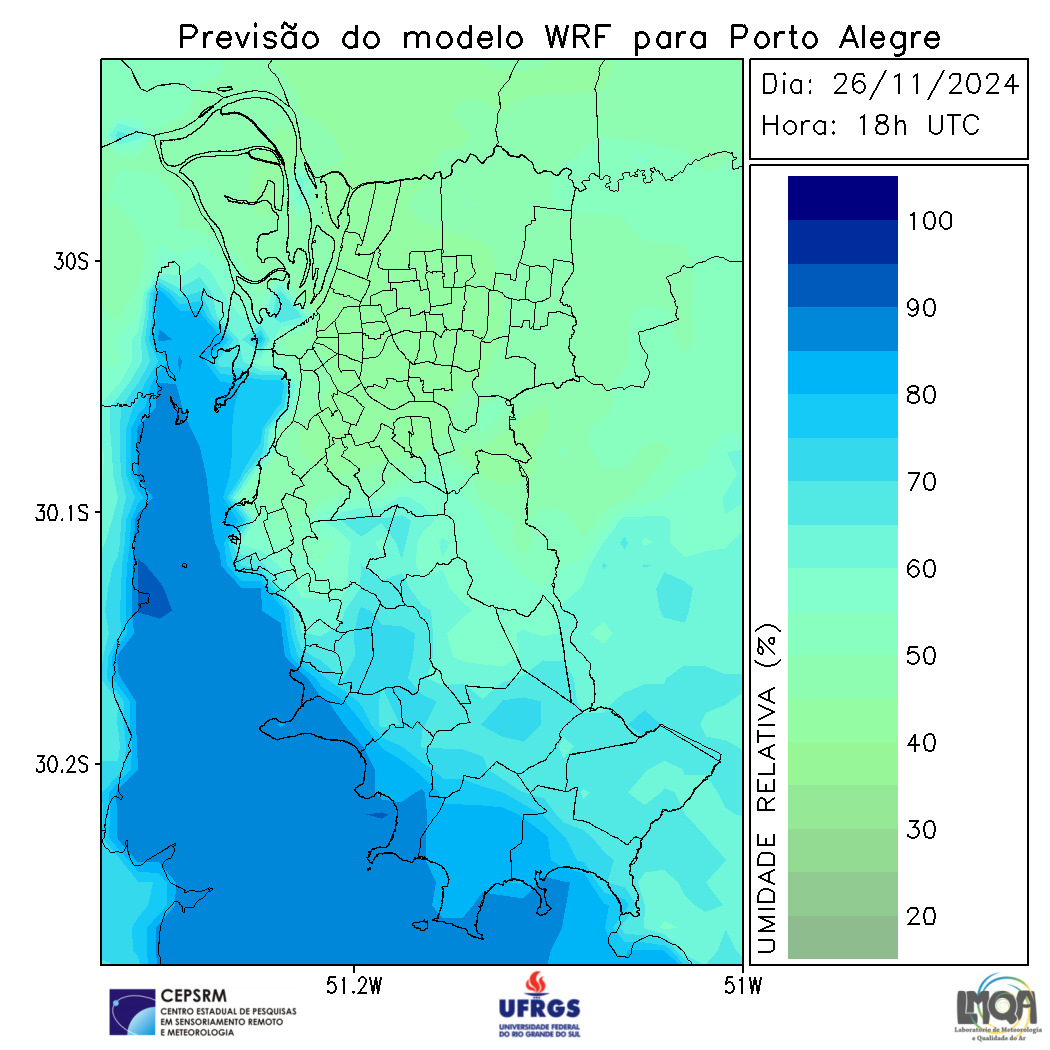 Previsão do modelo WRF para Porto Alegre
Dia: 26/11/2024
Hora: 18h UTC
30S
30.1S
30.2S
51.2W
51W
UMIDADE RELATIVA (%)
100
90
80
70
60
50
40
30
20
CEPSRM
CENTRO ESTADUAL DE PESQUISAS
EM SENSORIAMENTO REMOTO
E METEOROLOGIA
UFRGS
UNIVERSIDADE FEDERAL
DO RIO GRANDE DO SUL
LMQA
Laboratório de Meteorologia
e Qualidade do Ar